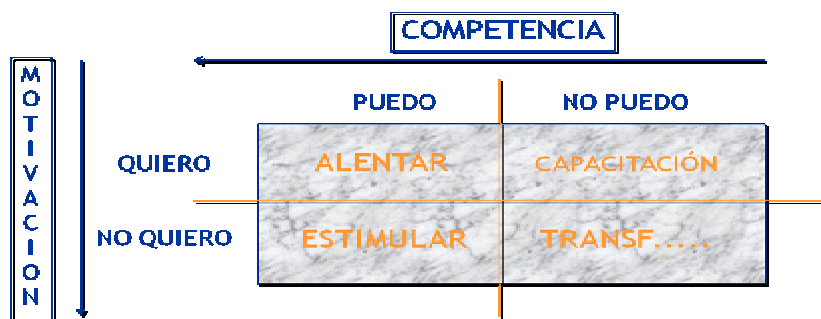 COMPETENCIA
MOTIVACION
PUEDO NO PUEDO
QUIERO ALENTAR CAPACITACIÓN
NO QUIERO ESTIMULAR TRANSF.....